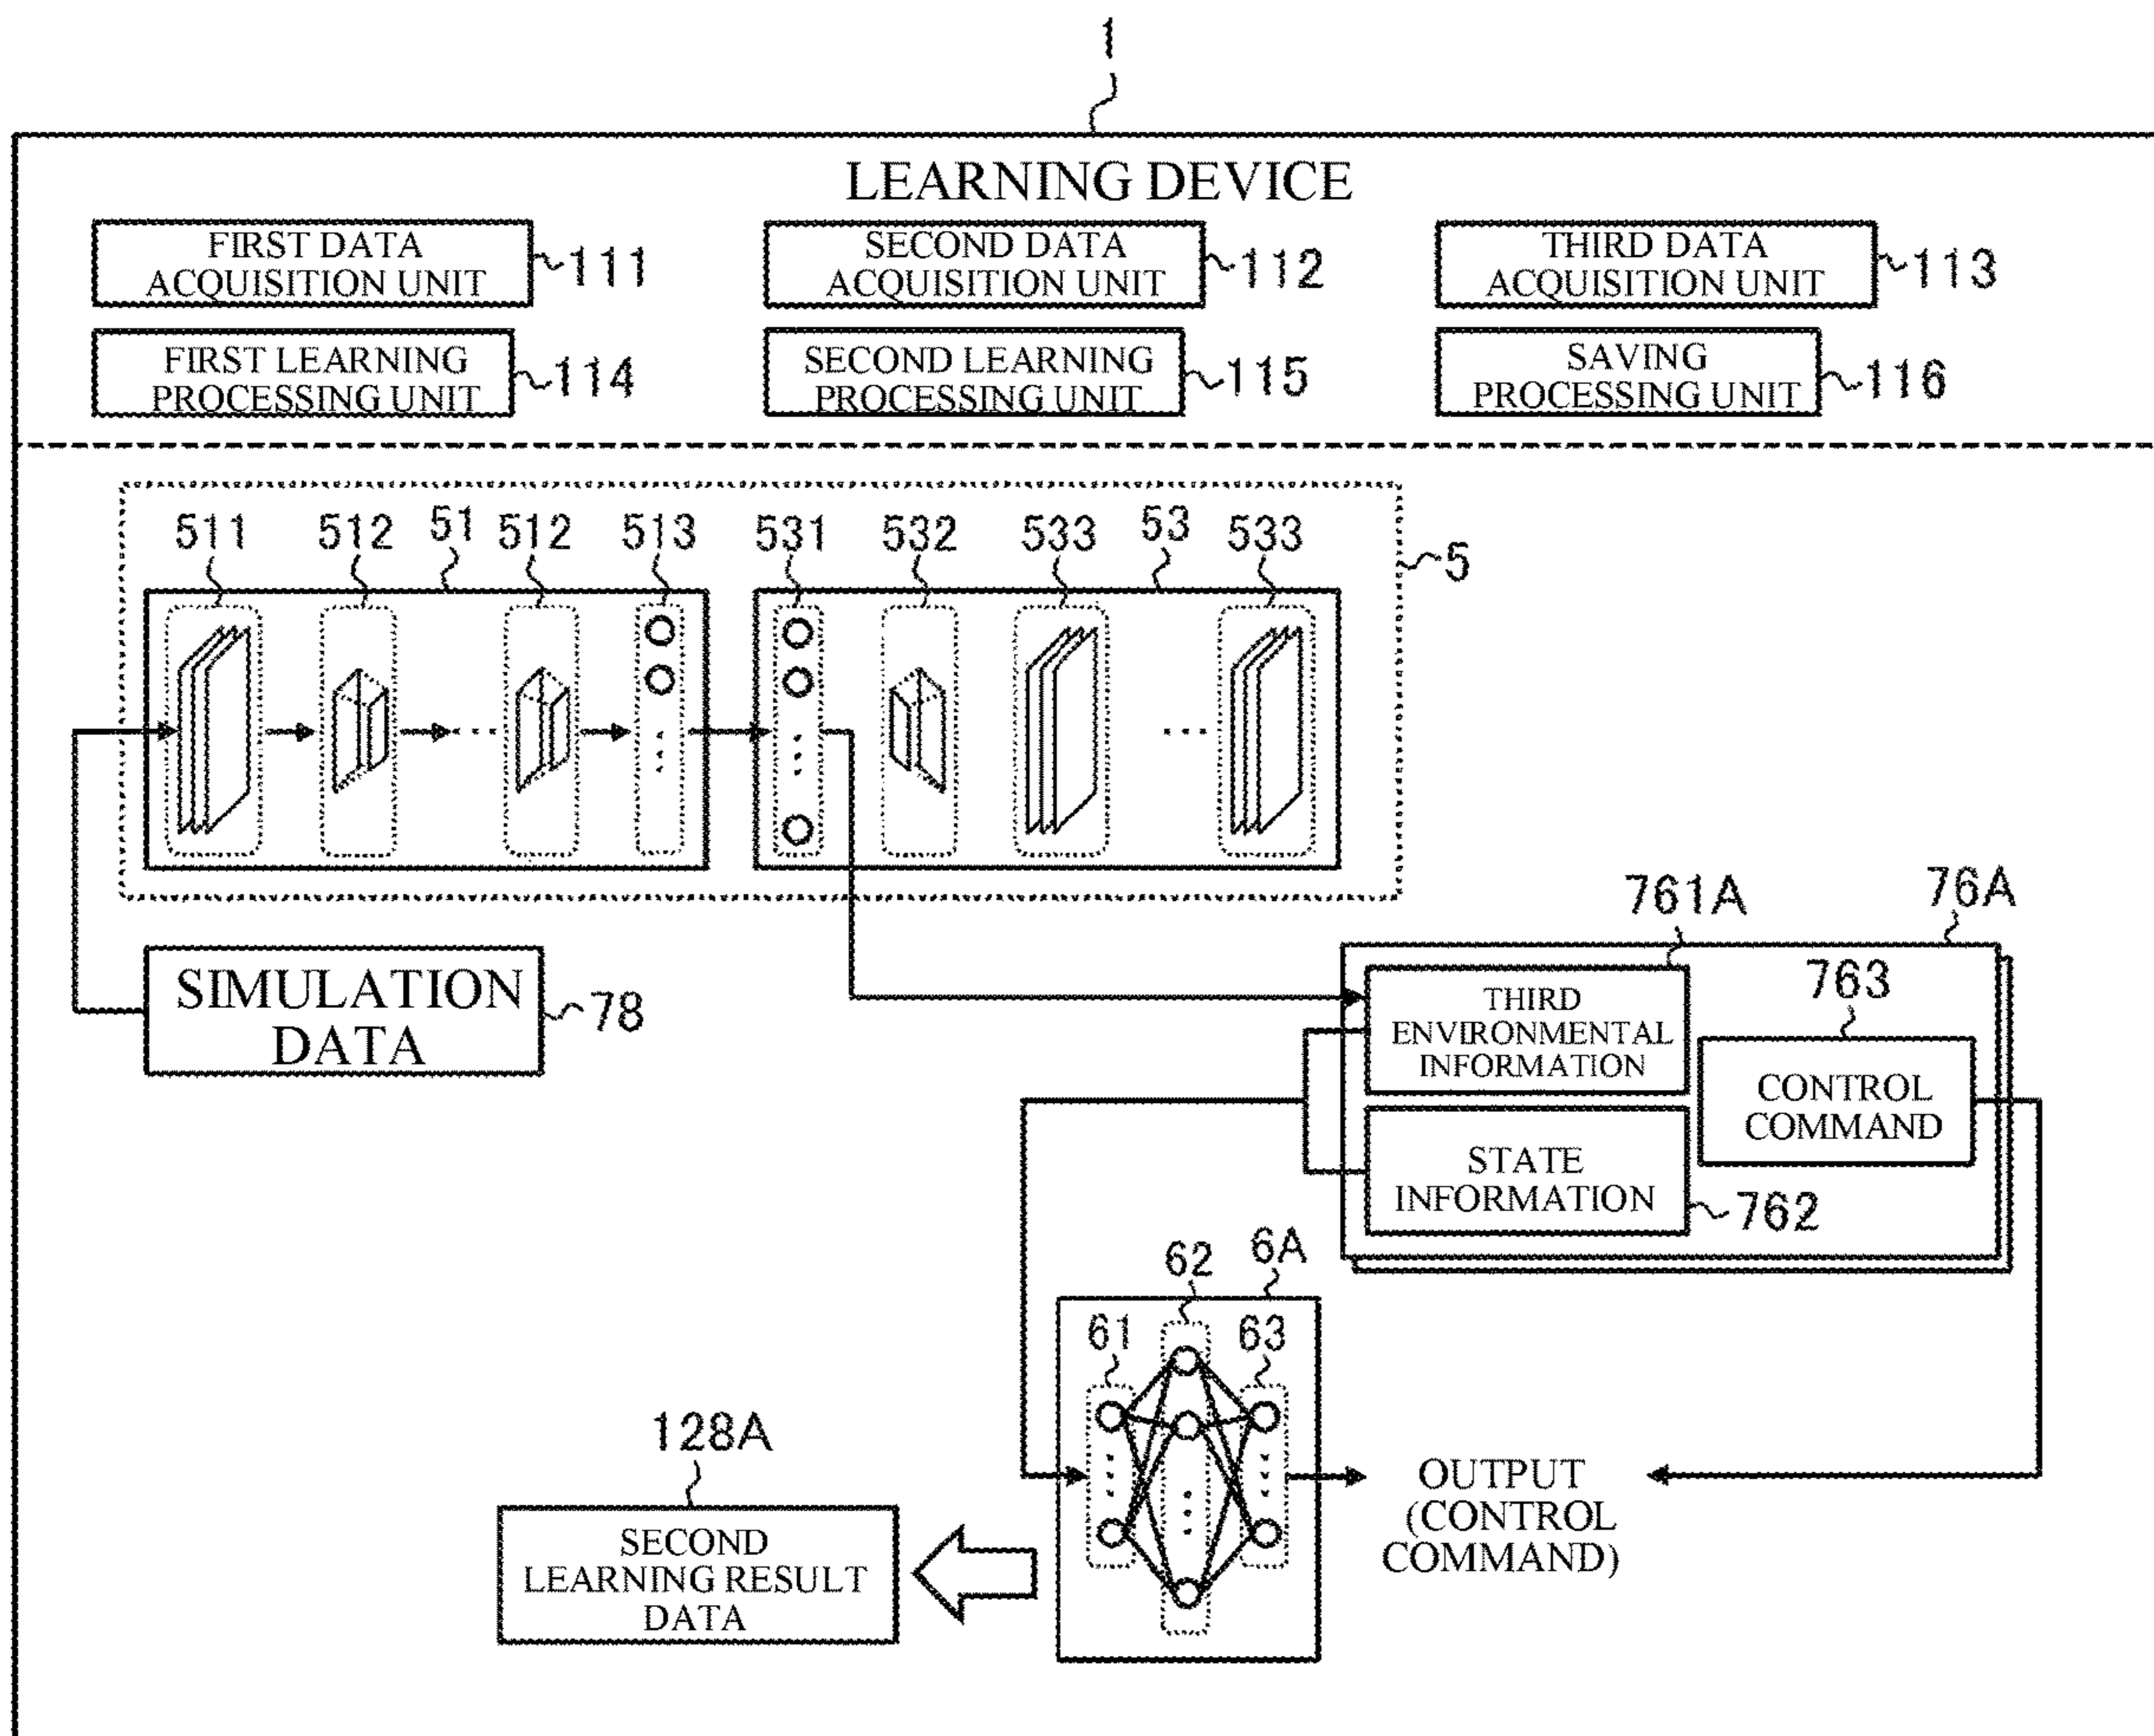 1
LEARNING DEVICE
FIRST DATA
ACQUISITION UNIT
111
SECOND DATA
ACQUISITION UNIT
112
THIRD DATA
ACQUISITION UNIT
113
FIRST LEARNING
PROCESSING UNIT
114
SECOND LEARNING
PROCESSING UNIT
115
SAVING
PROCESSING UNIT
116
511 512 51 512 513 531 532 533 53 533
5
SIMULATION
DATA
78
761A
76A
THIRD
ENVIRONMENTAL
INFORMATION
763
CONTROL
COMMAND
STATE
INFORMATION
762
62
6A
61
63
128A
SECOND
LEARNING RESULT
DATA
OUTPUT
(CONTROL
COMMAND)